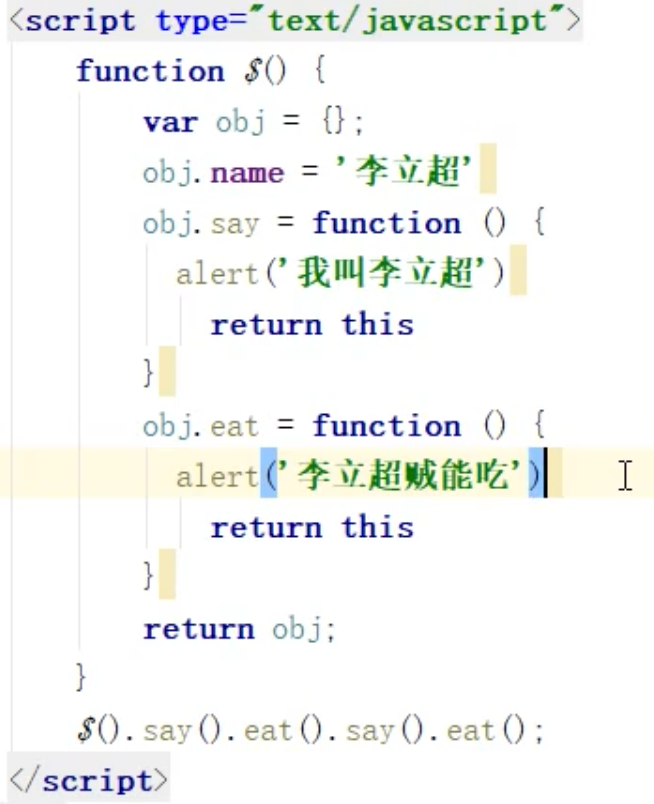 <script type="text/javascript">
function $() {
var obj = {};
obj.name = '李立超'
obj.say = function () {
alert('我叫李立超')
return this
}
obj.eat = function () {
alert('李立超贼能吃')
return this
}
return obj;
}
$().say().eat().say().eat();
</script>